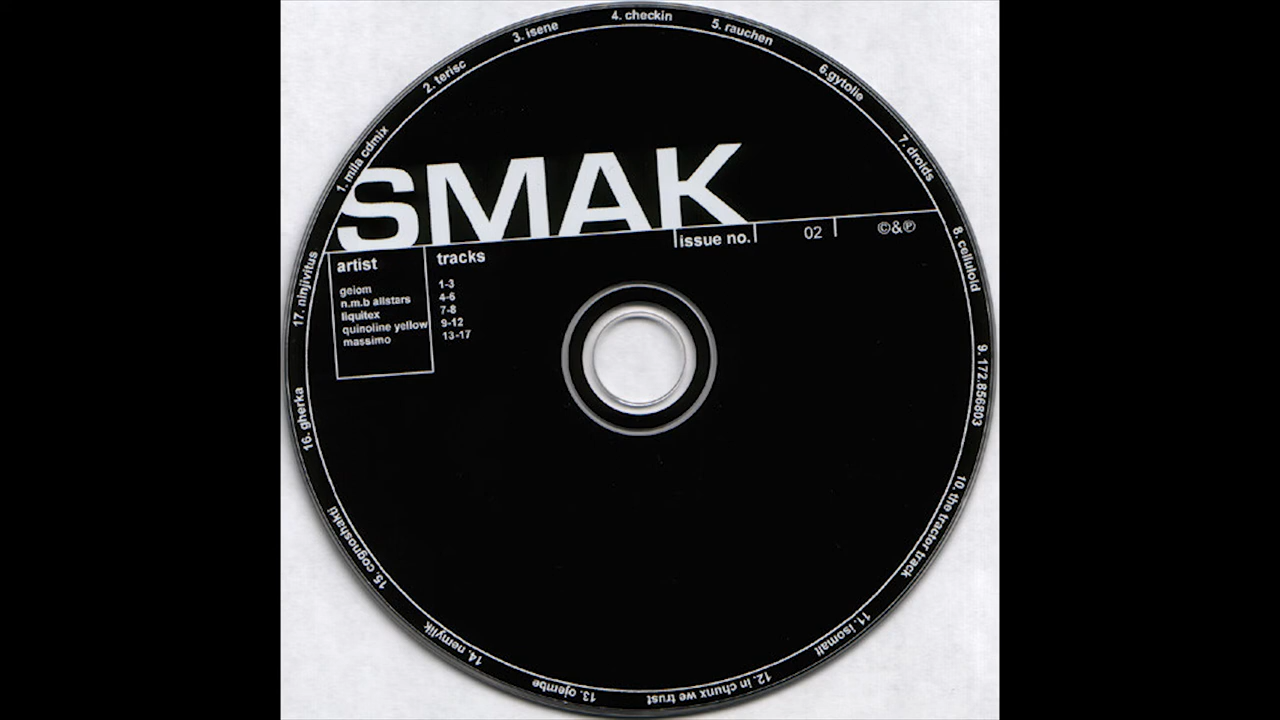 SMAK
issue no.
02
©&℗
artist
tracks
geiom
1-3
n.m.b allstars
4-6
liquitex
7-8
quinoline yellow
9-12
massimo
13-17
1. mila cdmix
2. terisc
3. isene
4. checkin
5. rauchen
6.gytolie
7. droids
8. celluloid
9. 172.856803
10. the tractor track
11. isomalt
12. in chunx we trust
13. ojembe
14. nemylik
15. cognoshakti
16. gherka
17. ninjivitus